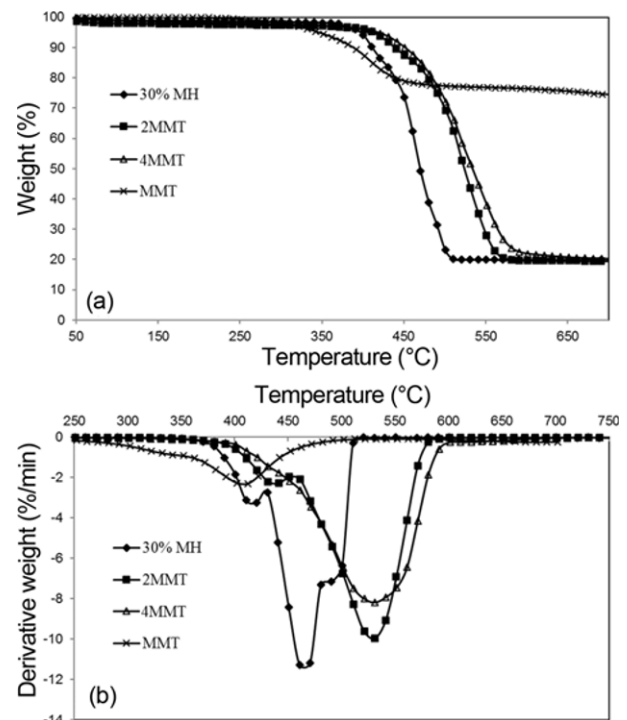 100
90
80
70
60
50
40
30
20
10
0
Weight (%)
30% MH
2MMT
4MMT
MMT
(a)
50 150 250 350 450 550 650
Temperature (°C)
Temperature (°C)
250 300 350 400 450 500 550 600 650 700 750
0
-2
-4
-6
-8
-10
-12
-14
Derivative weight (%/min)
30% MH
2MMT
4MMT
MMT
(b)